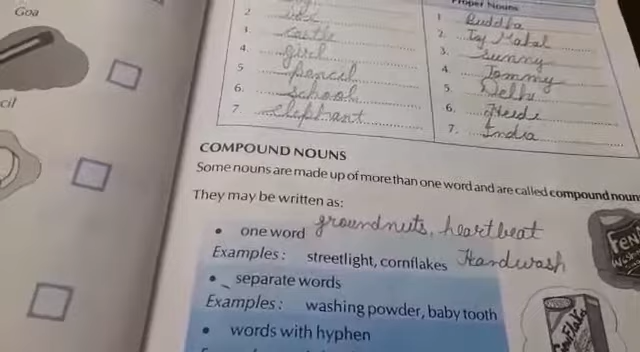 Goa
Proper Nouns
1. Buddha
2.
2. Taj Mahal
3. castle
3. Sunny
4. girl
4. Tommy
5. pencil
5.
6. school
6.
7. elephant
7. India
cil
COMPOUND NOUNS
Some nouns are made up of more than one word and are called compound noun
They may be written as:
• one word groundnuts, heartbeat
Examples: streetlight, cornflakes Handwash
• separate words
Examples: washing powder, baby tooth
• words with hyphen